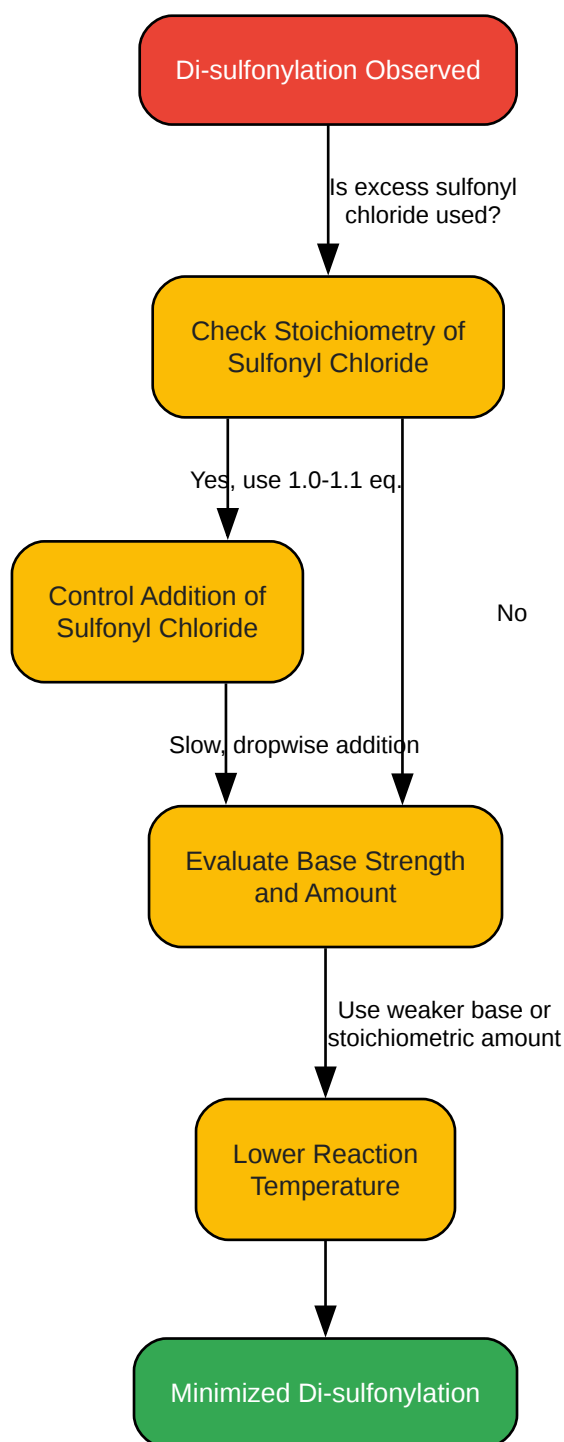 Di-sulfonylation Observed
Is excess sulfonyl
chloride used?
Check Stoichiometry of
Sulfonyl Chloride
Yes, use 1.0-1.1 eq.
Control Addition of
Sulfonyl Chloride
No
Slow, dropwise addition
Evaluate Base Strength
and Amount
Use weaker base or
stoichiometric amount
Lower Reaction
Temperature
Minimized Di-sulfonylation